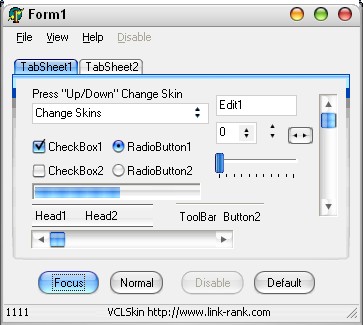 Form1
File View Help Disable
TabSheet1 TabSheet2
Press "Up/Down" Change Skin
Change Skins
Edit1
0
CheckBox1 RadioButton1
CheckBox2 RadioButton2
Head1 Head2 ToolBar Button2
Focus Normal Disable Default
1111 VCLSkin http://www.link-rank.com